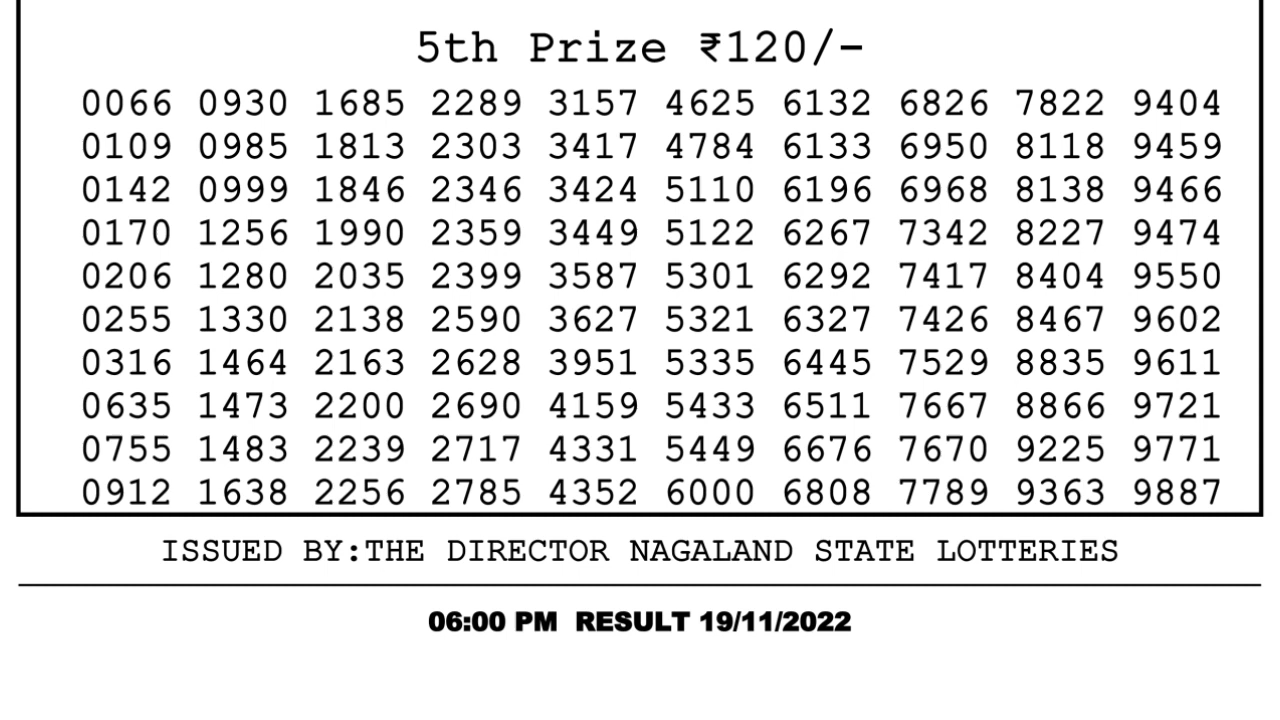 5th Prize ₹120/-
0066 0930 1685 2289 3157 4625 6132 6826 7822 9404
0109 0985 1813 2303 3417 4784 6133 6950 8118 9459
0142 0999 1846 2346 3424 5110 6196 6968 8138 9466
0170 1256 1990 2359 3449 5122 6267 7342 8227 9474
0206 1280 2035 2399 3587 5301 6292 7417 8404 9550
0255 1330 2138 2590 3627 5321 6327 7426 8467 9602
0316 1464 2163 2628 3951 5335 6445 7529 8835 9611
0635 1473 2200 2690 4159 5433 6511 7667 8866 9721
0755 1483 2239 2717 4331 5449 6676 7670 9225 9771
0912 1638 2256 2785 4352 6000 6808 7789 9363 9887
ISSUED BY:THE DIRECTOR NAGALAND STATE LOTTERIES
06:00 PM RESULT 19/11/2022